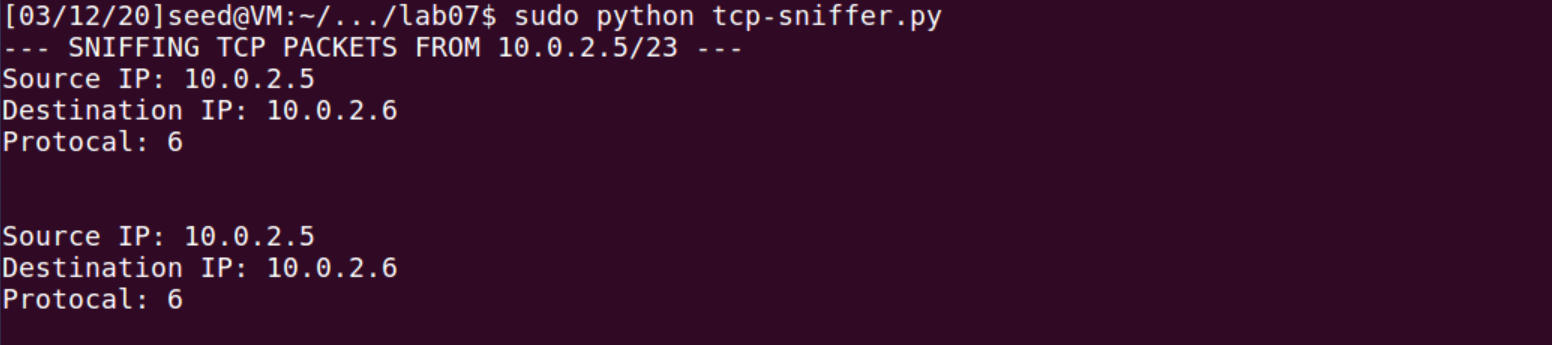 [03/12/20]seed@VM:~/.../lab07$ sudo python tcp-sniffer.py
--- SNIFFING TCP PACKETS FROM 10.0.2.5/23 ---
Source IP: 10.0.2.5
Destination IP: 10.0.2.6
Protocal: 6
Source IP: 10.0.2.5
Destination IP: 10.0.2.6
Protocal: 6